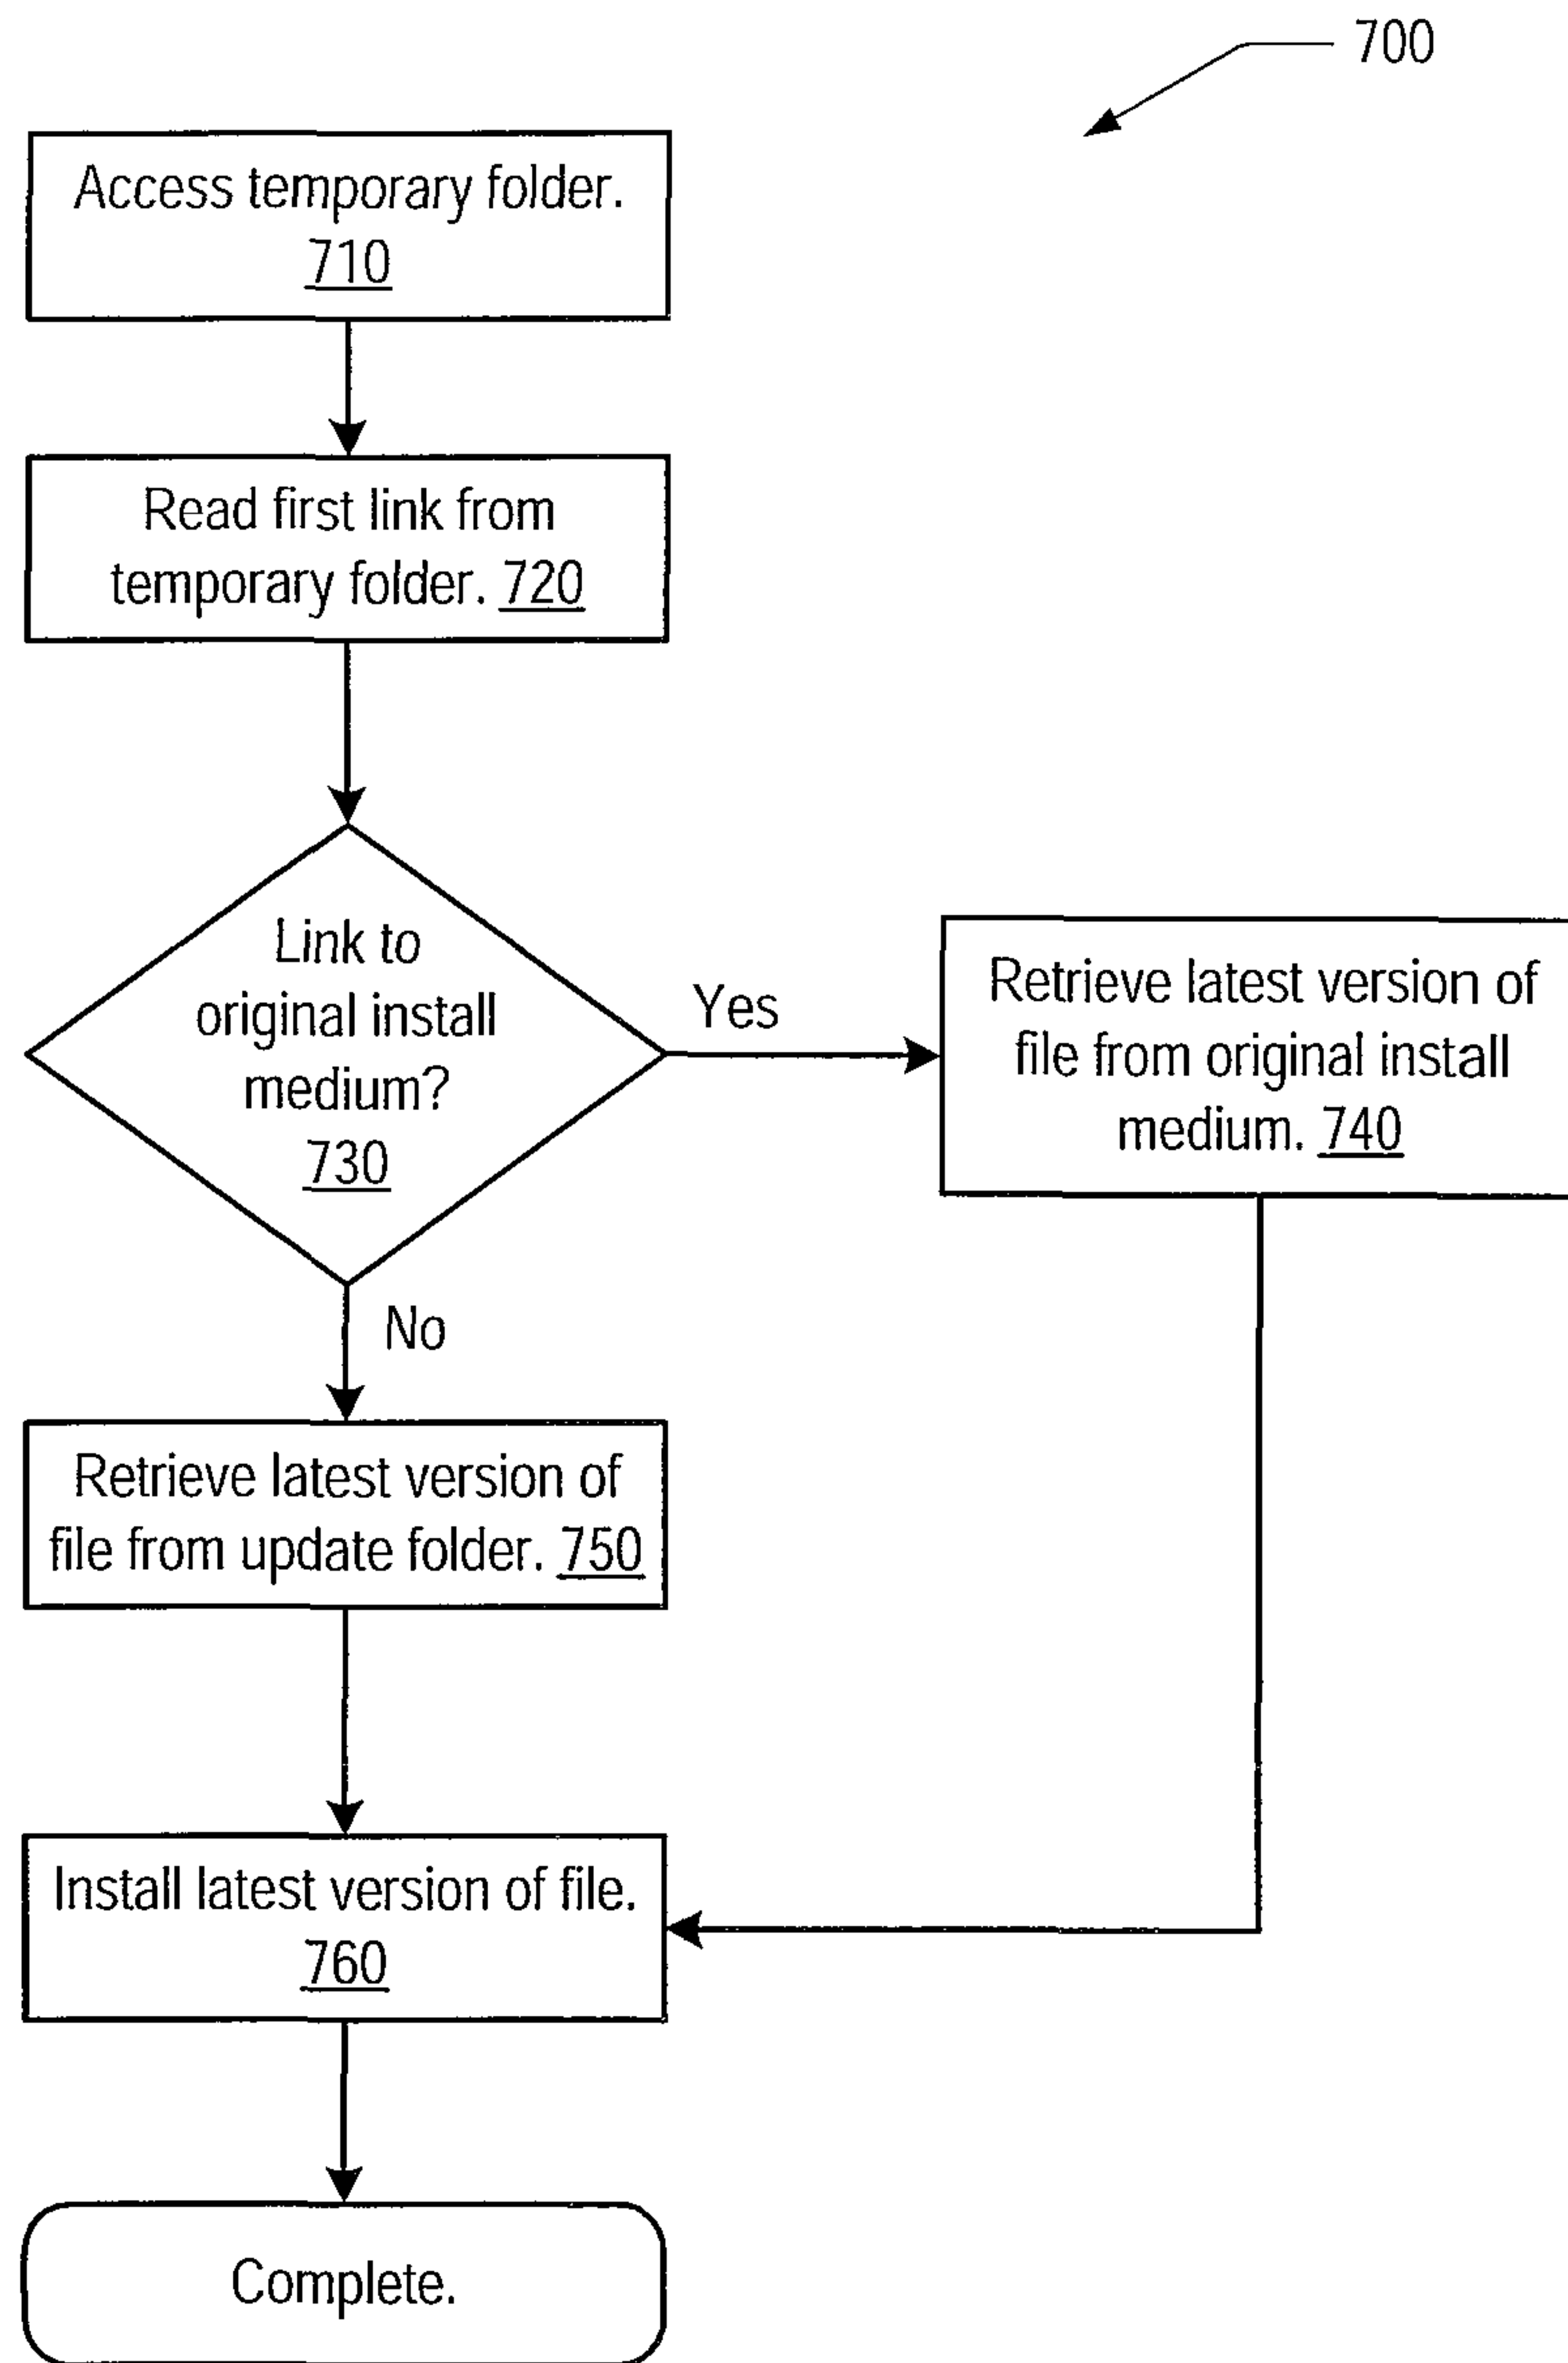 700
Access temporary folder.
710
Read first link from
temporary folder. 720
Link to
original install
medium?
730
Yes
Retrieve latest version of
file from original install
medium. 740
No
Retrieve latest version of
file from update folder. 750
Install latest version of file.
760
Complete.